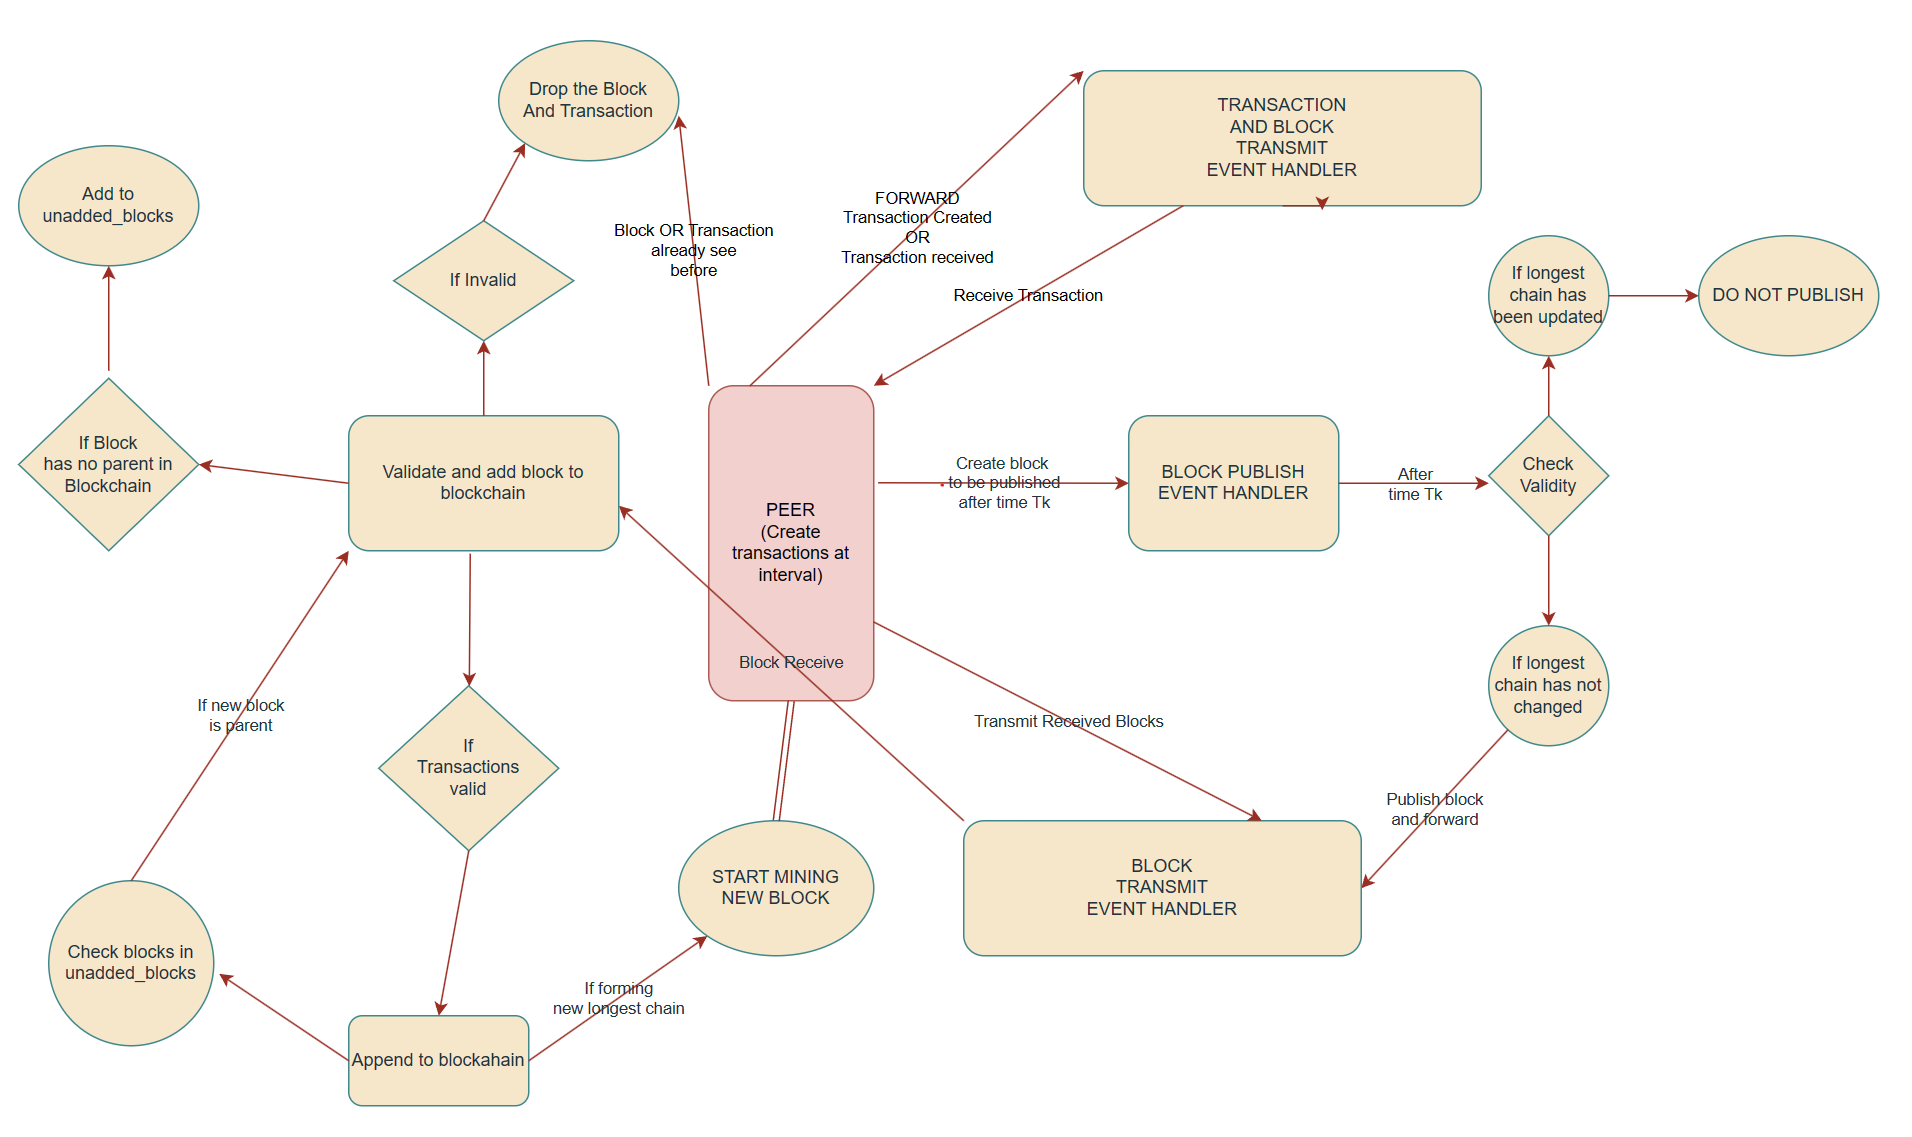 Drop the Block
And Transaction
TRANSACTION
AND BLOCK
TRANSMIT
EVENT HANDLER
Add to
unadded_blocks
FORWARD
Transaction Created
OR
Transaction received
Block OR Transaction
already see
before
If Invalid
Receive Transaction
If longest
chain has
been updated
DO NOT PUBLISH
If Block
has no parent in
Blockchain
Validate and add block to
blockchain
PEER
(Create
transactions at
interval)
Create block
to be published
after time Tk
BLOCK PUBLISH
EVENT HANDLER
After
time Tk
Check
Validity
Block Receive
If longest
chain has not
changed
If new block
is parent
Transmit Received Blocks
If
Transactions
valid
Publish block
and forward
START MINING
NEW BLOCK
BLOCK
TRANSMIT
EVENT HANDLER
Check blocks in
unadded_blocks
If forming
new longest chain
Append to blockahain